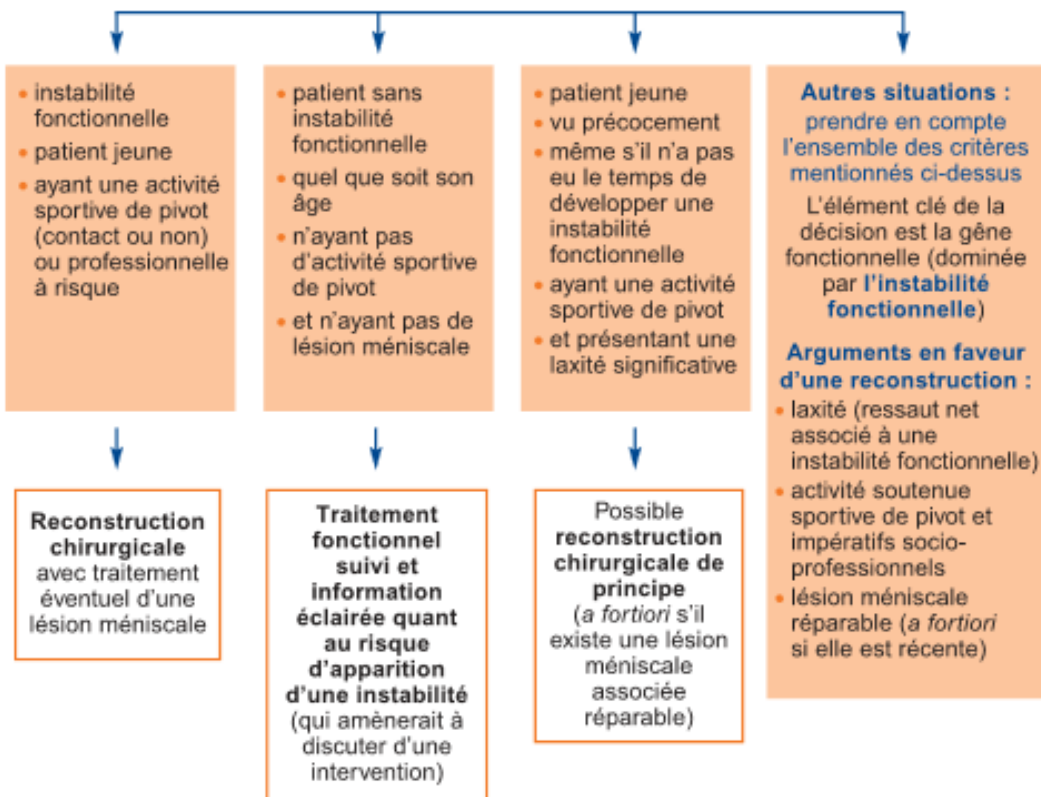 • instabilité
fonctionnelle
• patient jeune
• ayant une activité
sportive de pivot
(contact ou non)
ou professionnelle
à risque
Reconstruction
chirurgicale
avec traitement
éventuel d'une
lésion méniscale
• patient sans
instabilité
fonctionnelle
• quel que soit son
âge
• n'ayant pas
d'activité sportive
de pivot
• et n'ayant pas de
lésion méniscale
Traitement
fonctionnel
suivi et
information
éclairée quant
au risque
d'apparition
d'une instabilité
(qui amènerait à
discuter d'une
intervention)
• patient jeune
• vu précocement
• même s'il n'a pas
eu le temps de
développer une
instabilité
fonctionnelle
• ayant une activité
sportive de pivot
• et présentant une
laxité significative
Possible
reconstruction
chirurgicale de
principe
(a fortiori s'il
existe une lésion
méniscale
associée
réparable)
Autres situations :
prendre en compte
l'ensemble des critères
mentionnés ci-dessus
L'élément clé de la
décision est la gêne
fonctionnelle (dominée
par l'instabilité
fonctionnelle)
Arguments en faveur
d'une reconstruction :
• laxité (ressaut net
associé à une
instabilité fonctionnelle)
• activité soutenue
sportive de pivot et
impératifs socio-
professionnels
• lésion méniscale
réparable (a fortiori
si elle est récente)